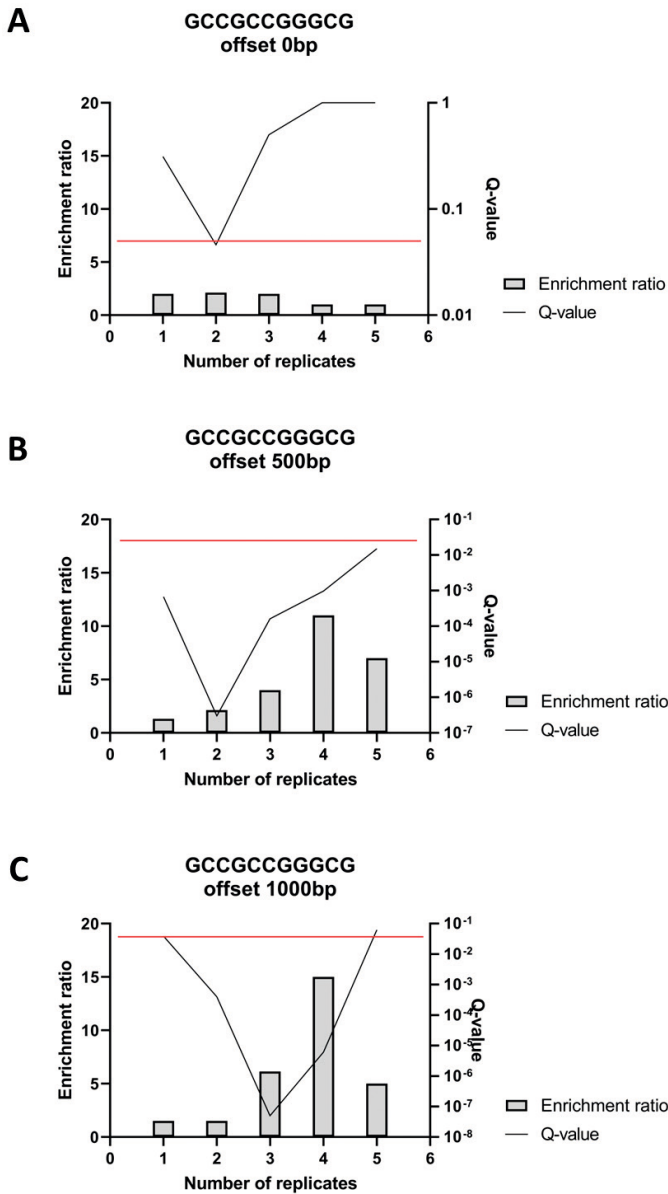 A
GCCGCCGGGCG
offset 0bp
20
15
10
5
0
Enrichment ratio
1
0.1
0.01
Q-value
0 1 2 3 4 5 6
Number of replicates
Enrichment ratio
Q-value
B
GCCGCCGGGCG
offset 500bp
20
15
10
5
0
Enrichment ratio
10-1
10-2
10-3
10-4
10-5
10-6
10-7
Q-value
0 1 2 3 4 5 6
Number of replicates
Enrichment ratio
Q-value
C
GCCGCCGGGCG
offset 1000bp
20
15
10
5
0
Enrichment ratio
10-1
10-2
10-3
10-4
10-5
10-6
10-7
10-8
Q-value
0 1 2 3 4 5 6
Number of replicates
Enrichment ratio
Q-value